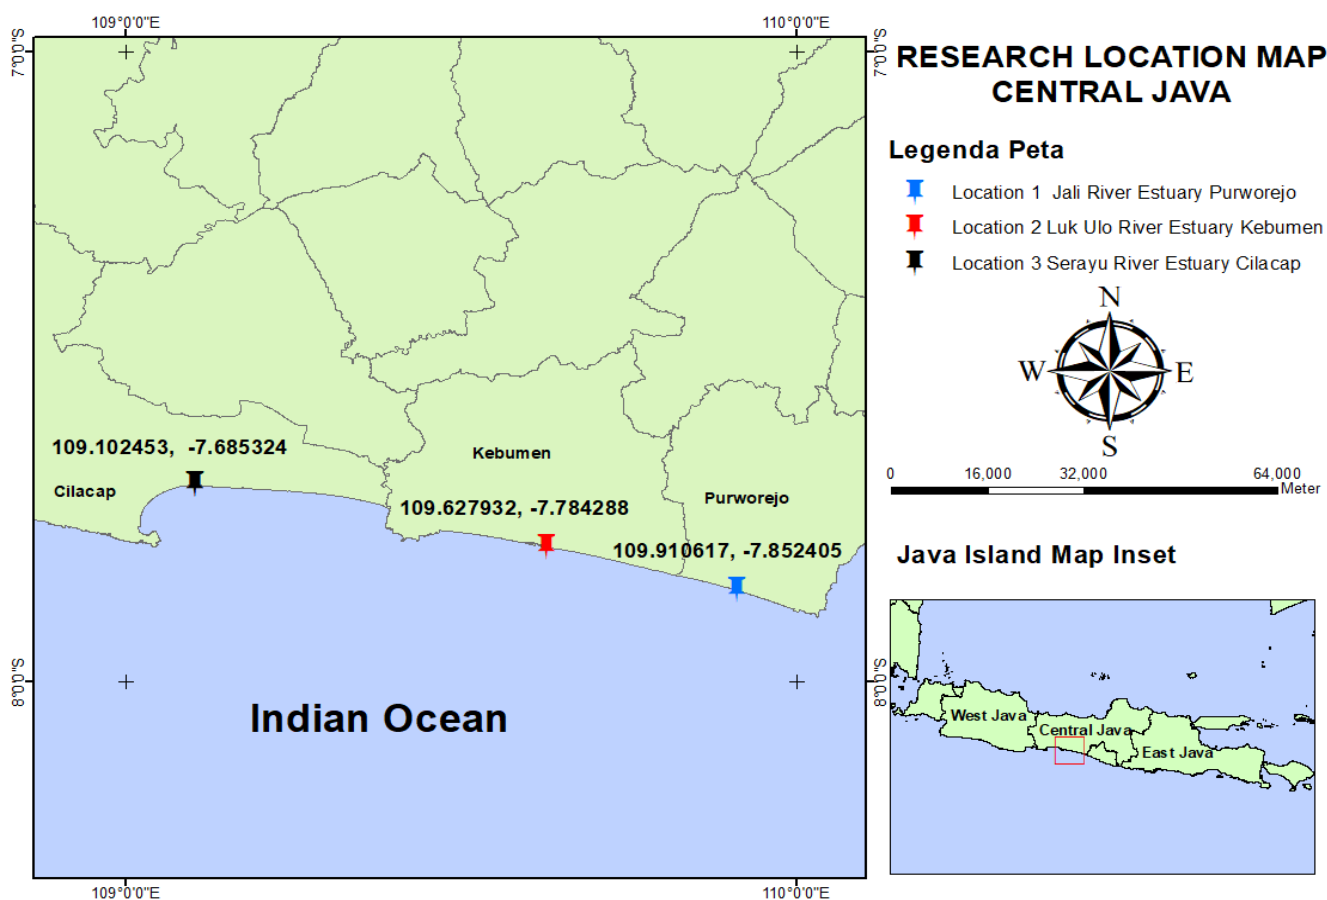 109°0'0"E
110°0'0"E
7°0'0"S
7°0'0"S
109.102453, -7.685324
Cilacap
Kebumen
109.627932, -7.784288
Purworejo
109.910617, -7.852405
8°0'0"S
8°0'0"S
Indian Ocean
109°0'0"E
110°0'0"E
RESEARCH LOCATION MAP
CENTRAL JAVA
Legenda Peta
Location 1 Jali River Estuary Purworejo
Location 2 Luk Ulo River Estuary Kebumen
Location 3 Serayu River Estuary Cilacap
N
W
E
S
0 16,000 32,000 64,000
Meter
Java Island Map Inset
West Java
Central Java
East Java